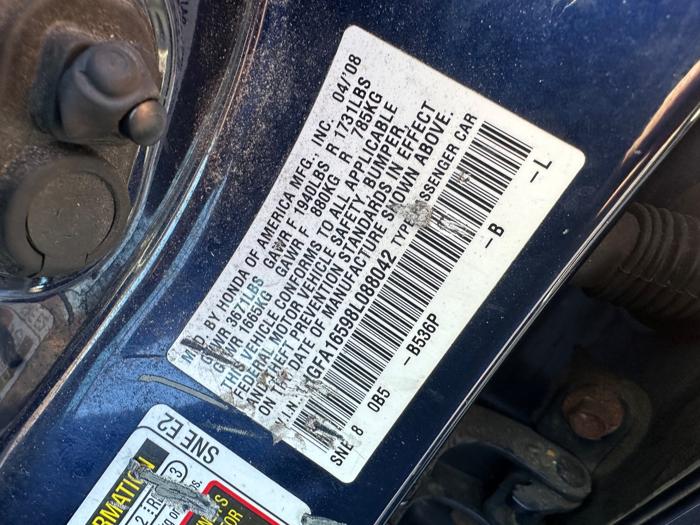 MFD. BY HONDA OF AMERICA MFG., INC. 04/'08
GVWR 3671LBS GAWR F 1940LBS R 1731LBS
GVWR 1665KG GAWR F 880KG R 785KG
THIS VEHICLE CONFORMS TO ALL APPLICABLE
FEDERAL MOTOR VEHICLE SAFETY, BUMPER,
AND THEFT PREVENTION STANDARDS IN EFFECT
ON THE DATE OF MANUFACTURE SHOWN ABOVE.
V.I.N. GFA16598L098042 TYPE: PASSENGER CAR
SNE 8 0B5 -B536P -B -L
SNE E2